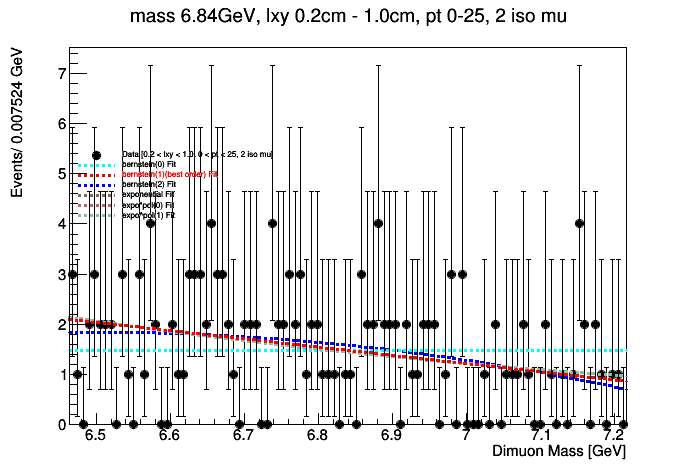 mass 6.84GeV, lxy 0.2cm - 1.0cm, pt 0-25, 2 iso mu
Events/ 0.007524 GeV
7
6
5
4
3
2
1
0
Data [0.2 < lxy < 1.0, 0 < pt < 25, 2 iso mu]
bernstein(0) Fit
bernstein(1)(best order) Fit
bernstein(2) Fit
exponential Fit
expo*pol(0) Fit
expo*pol(1) Fit
6.5 6.6 6.7 6.8 6.9 7 7.1 7.2
Dimuon Mass [GeV]